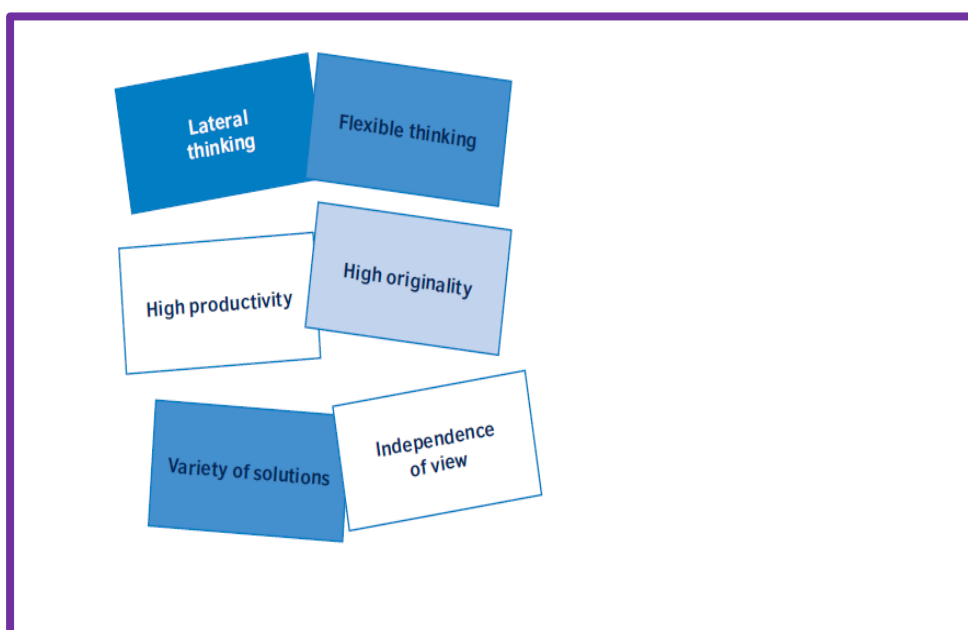 Lateral
thinking
Flexible thinking
High productivity
High originality
Variety of solutions
Independence
of view